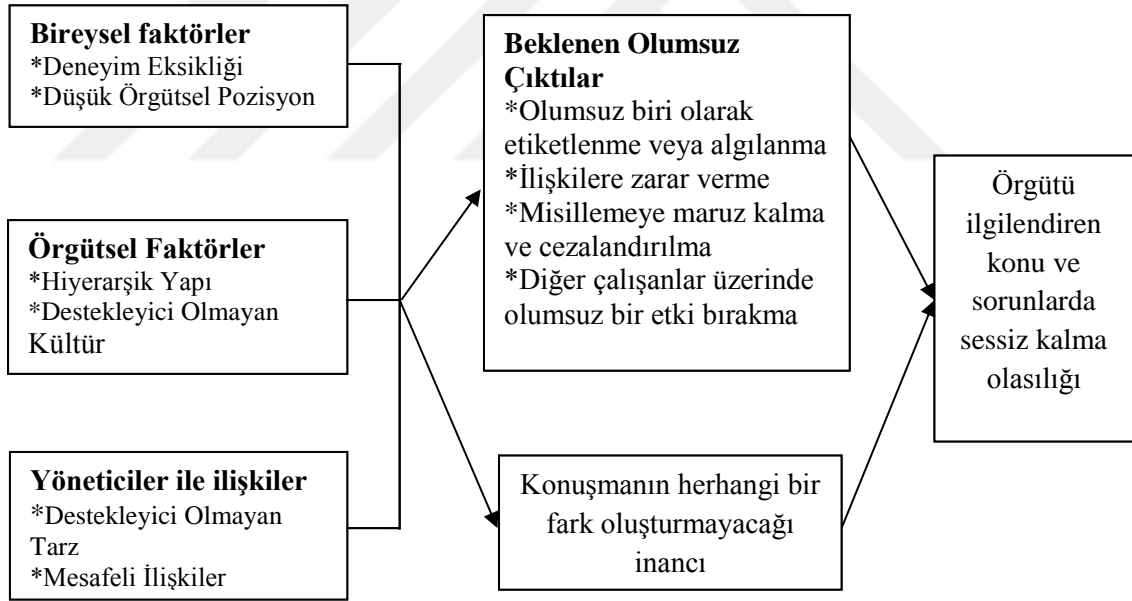 Bireysel faktörler
*Deneyim Eksikliği
*Düşük Örgütsel Pozisyon
Örgütsel Faktörler
*Hiyerarşik Yapı
*Destekleyici Olmayan
Kültür
Yöneticiler ile ilişkiler
*Destekleyici Olmayan
Tarz
*Mesafeli İlişkiler
Beklenen Olumsuz
Çıktılar
*Olumsuz biri olarak
etiketlenme veya algılanma
*İlişkilere zarar verme
*Misillemeye maruz kalma
ve cezalandırılma
*Diğer çalışanlar üzerinde
olumsuz bir etki bırakma
Konuşmanın herhangi bir
fark oluşturmayacağı
inancı
Örgütü
ilgilendiren
konu ve
sorunlarda
sessiz kalma
olasılığı